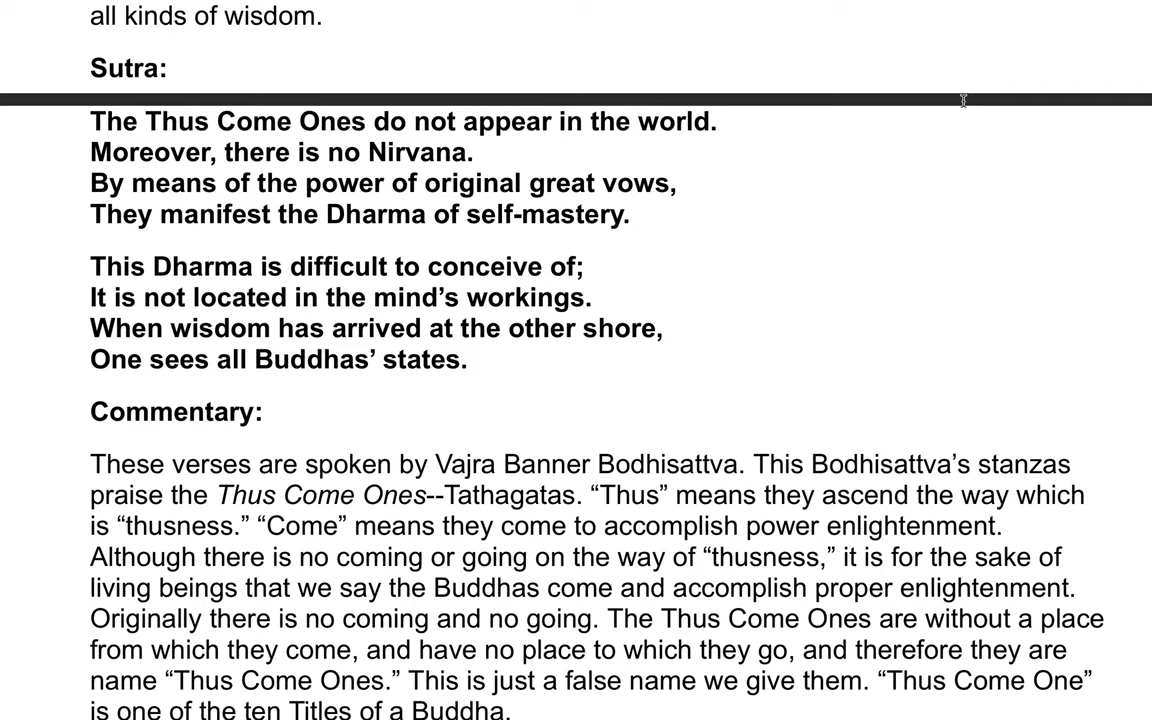 all kinds of wisdom.
Sutra:
The Thus Come Ones do not appear in the world.
Moreover, there is no Nirvana.
By means of the power of original great vows,
They manifest the Dharma of self-mastery.
This Dharma is difficult to conceive of;
It is not located in the mind’s workings.
When wisdom has arrived at the other shore,
One sees all Buddhas’ states.
Commentary:
These verses are spoken by Vajra Banner Bodhisattva. This Bodhisattva’s stanzas
praise the Thus Come Ones--Tathagatas. “Thus” means they ascend the way which
is “thusness.” “Come” means they come to accomplish power enlightenment.
Although there is no coming or going on the way of “thusness,” it is for the sake of
living beings that we say the Buddhas come and accomplish proper enlightenment.
Originally there is no coming and no going. The Thus Come Ones are without a place
from which they come, and have no place to which they go, and therefore they are
name “Thus Come Ones.” This is just a false name we give them. “Thus Come One”
is one of the ten Titles of a Buddha.